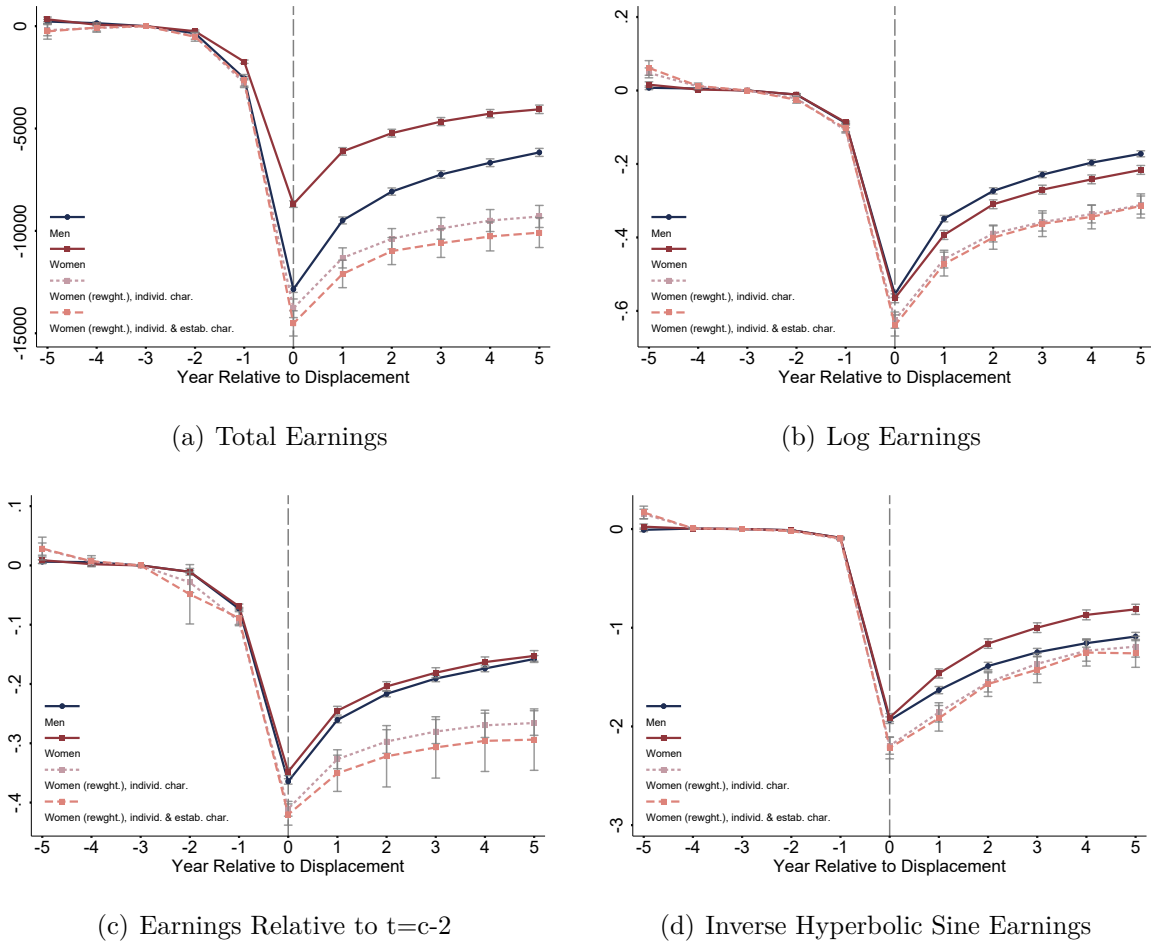 0
-5000
-10000
-15000
Men
Women
Women (rewght.), individ. char.
Women (rewght.), individ. & estab. char.
-5 -4 -3 -2 -1 0 1 2 3 4 5
Year Relative to Displacement
(a) Total Earnings
.2
0
-.2
-.4
-.6
Men
Women
Women (rewght.), individ. char.
Women (rewght.), individ. & estab. char.
-5 -4 -3 -2 -1 0 1 2 3 4 5
Year Relative to Displacement
(b) Log Earnings
.1
0
-.1
-.2
-.3
-.4
Men
Women
Women (rewght.), individ. char.
Women (rewght.), individ. & estab. char.
-5 -4 -3 -2 -1 0 1 2 3 4 5
Year Relative to Displacement
(c) Earnings Relative to t=c-2
0
-1
-2
-3
Men
Women
Women (rewght.), individ. char.
Women (rewght.), individ. & estab. char.
-5 -4 -3 -2 -1 0 1 2 3 4 5
Year Relative to Displacement
(d) Inverse Hyperbolic Sine Earnings